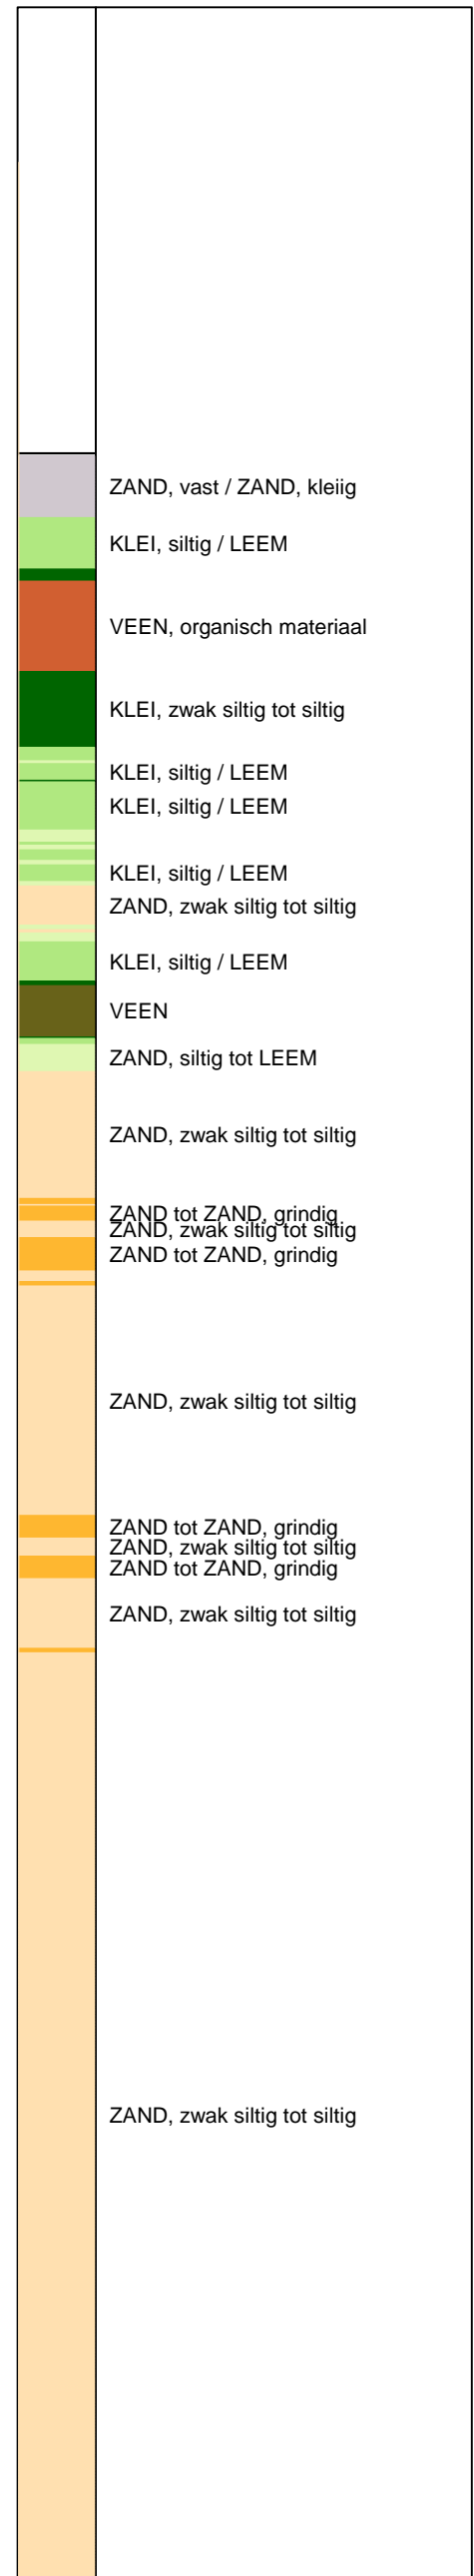 ZAND, vast / ZAND, kleiig
KLEI, siltig / LEEM
VEEN, organisch materiaal
KLEI, zwak siltig tot siltig
KLEI, siltig / LEEM
KLEI, siltig / LEEM
KLEI, siltig / LEEM
ZAND, zwak siltig tot siltig
KLEI, siltig / LEEM
VEEN
ZAND, siltig tot LEEM
ZAND, zwak siltig tot siltig
ZAND tot ZAND, grindig
ZAND, zwak siltig tot siltig
ZAND tot ZAND, grindig
ZAND, zwak siltig tot siltig
ZAND tot ZAND, grindig
ZAND, zwak siltig tot siltig
ZAND tot ZAND, grindig
ZAND, zwak siltig tot siltig
ZAND, zwak siltig tot siltig